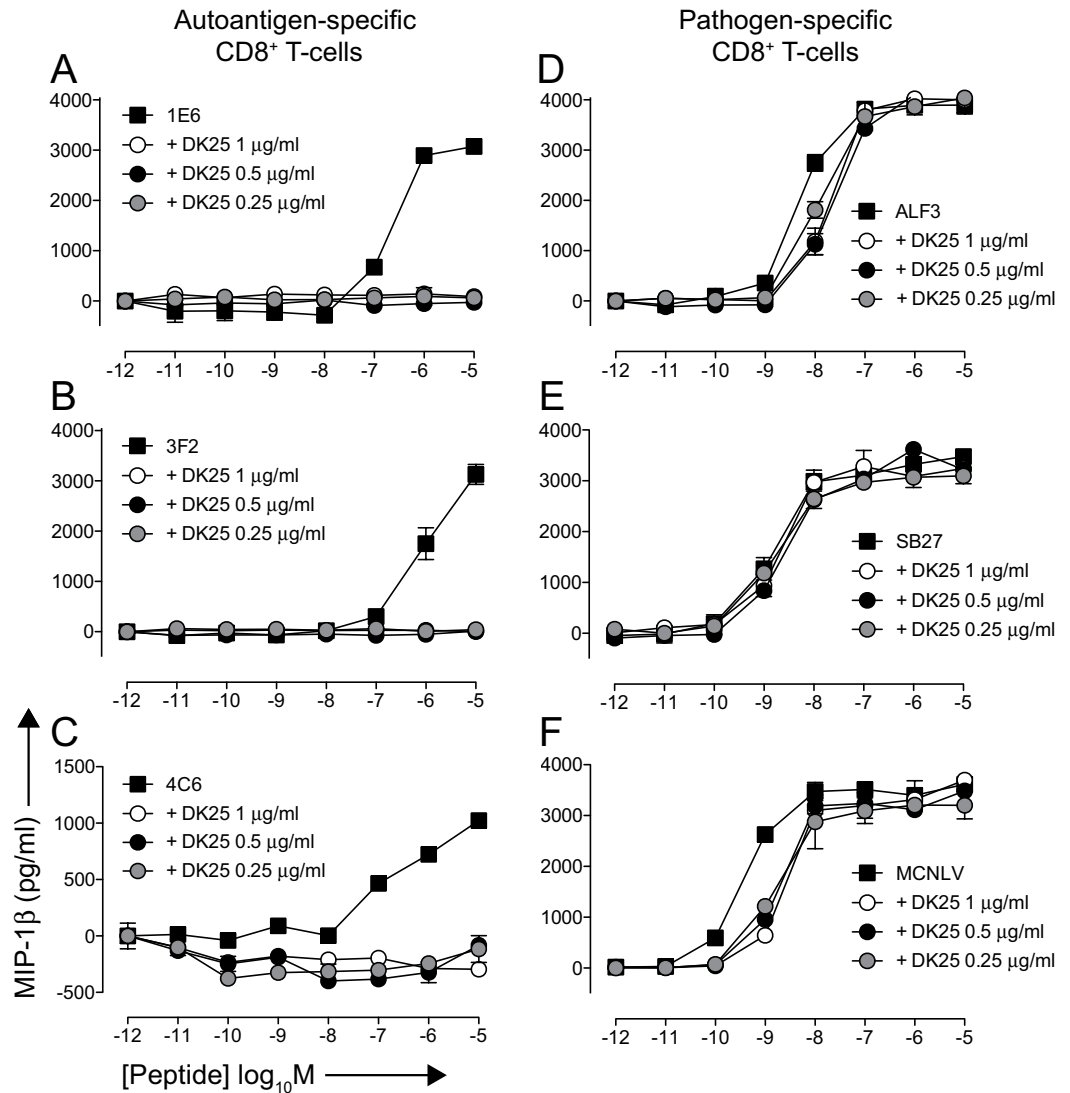 Autoantigen-specific
CD8⁺ T-cells
Pathogen-specific
CD8⁺ T-cells
A
4000
3000
2000
1000
0
1E6
+ DK25 1 μg/ml
+ DK25 0.5 μg/ml
+ DK25 0.25 μg/ml
-12 -11 -10 -9 -8 -7 -6 -5
B
4000
3000
2000
1000
0
3F2
+ DK25 1 μg/ml
+ DK25 0.5 μg/ml
+ DK25 0.25 μg/ml
-12 -11 -10 -9 -8 -7 -6 -5
C
1500
1000
500
0
-500
4C6
+ DK25 1 μg/ml
+ DK25 0.5 μg/ml
+ DK25 0.25 μg/ml
-12 -11 -10 -9 -8 -7 -6 -5
MIP-1β (pg/ml)
[Peptide] log₁₀M
D
4000
3000
2000
1000
0
ALF3
+ DK25 1 μg/ml
+ DK25 0.5 μg/ml
+ DK25 0.25 μg/ml
-12 -11 -10 -9 -8 -7 -6 -5
E
4000
3000
2000
1000
0
SB27
+ DK25 1 μg/ml
+ DK25 0.5 μg/ml
+ DK25 0.25 μg/ml
-12 -11 -10 -9 -8 -7 -6 -5
F
4000
3000
2000
1000
0
MCNLV
+ DK25 1 μg/ml
+ DK25 0.5 μg/ml
+ DK25 0.25 μg/ml
-12 -11 -10 -9 -8 -7 -6 -5